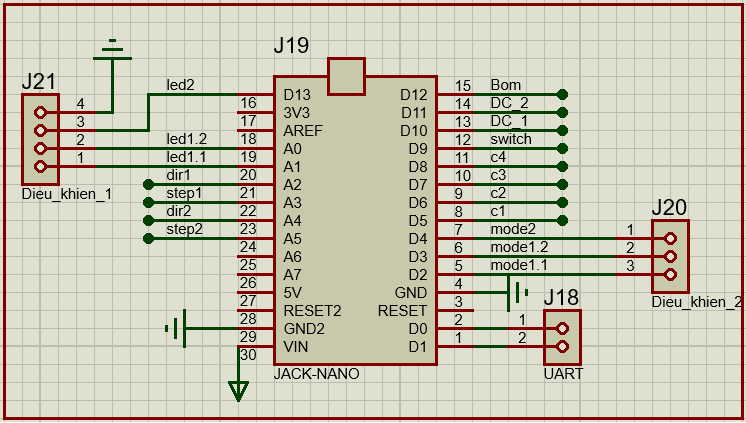 J19
J21
4
3
2
1
Dieu_khien_1
led2
led1.2
led1.1
dir1
step1
dir2
step2
16
17
18
19
20
21
22
23
24
25
26
27
28
29
30
D13
3V3
AREF
A0
A1
A2
A3
A4
A5
A6
A7
5V
RESET2
GND2
VIN
JACK-NANO
D12
D11
D10
D9
D8
D7
D6
D5
D4
D3
D2
GND
RESET
D0
D1
15
14
13
12
11
10
9
8
7
6
5
4
3
2
1
Bom
DC_2
DC_1
switch
c4
c3
c2
c1
mode2
mode1.2
mode1.1
J20
1
2
3
Dieu_khien_2
J18
1
2
UART